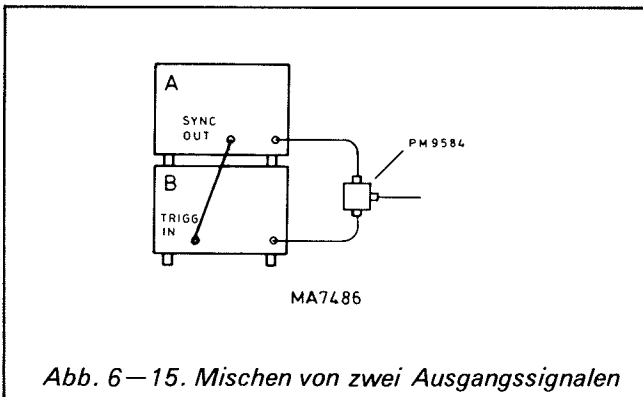 A
SYNC
OUT
PM 9584
B
TRIGG
IN
MA7486
Abb. 6—15. Mischen von zwei Ausgangssignalen